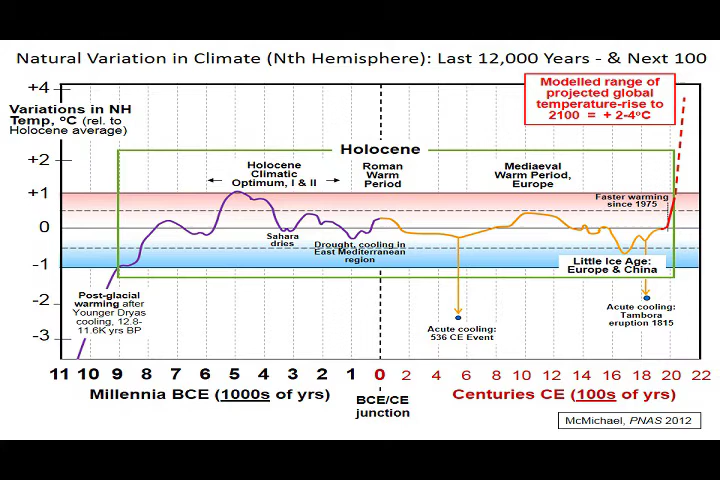 Natural Variation in Climate (Nth Hemisphere): Last 12,000 Years - & Next 100
+4
Variations in NH
Temp, °C (rel. to
Holocene average)
+2
+1
0
-1
-2
-3
Modelled range of
projected global
temperature-rise to
2100 = + 2-4°C
Holocene
Holocene
Climatic
Optimum, I & II
Roman
Warm
Period
Mediaeval
Warm Period,
Europe
Faster warming
since 1975
Sahara
dries
Drought, cooling in
East Mediterranean
region
Little Ice Age:
Europe & China
Post-glacial
warming after
Younger Dryas
cooling, 12.8-
11.6K yrs BP
Acute cooling:
536 CE Event
Acute cooling:
Tambora
eruption 1815
11 10 9 8 7 6 5 4 3 2 1 0 2 4 6 8 10 12 14 16 18 20 22
Millennia BCE (1000s of yrs)
BCE/CE
junction
Centuries CE (100s of yrs)
McMichael, PNAS 2012